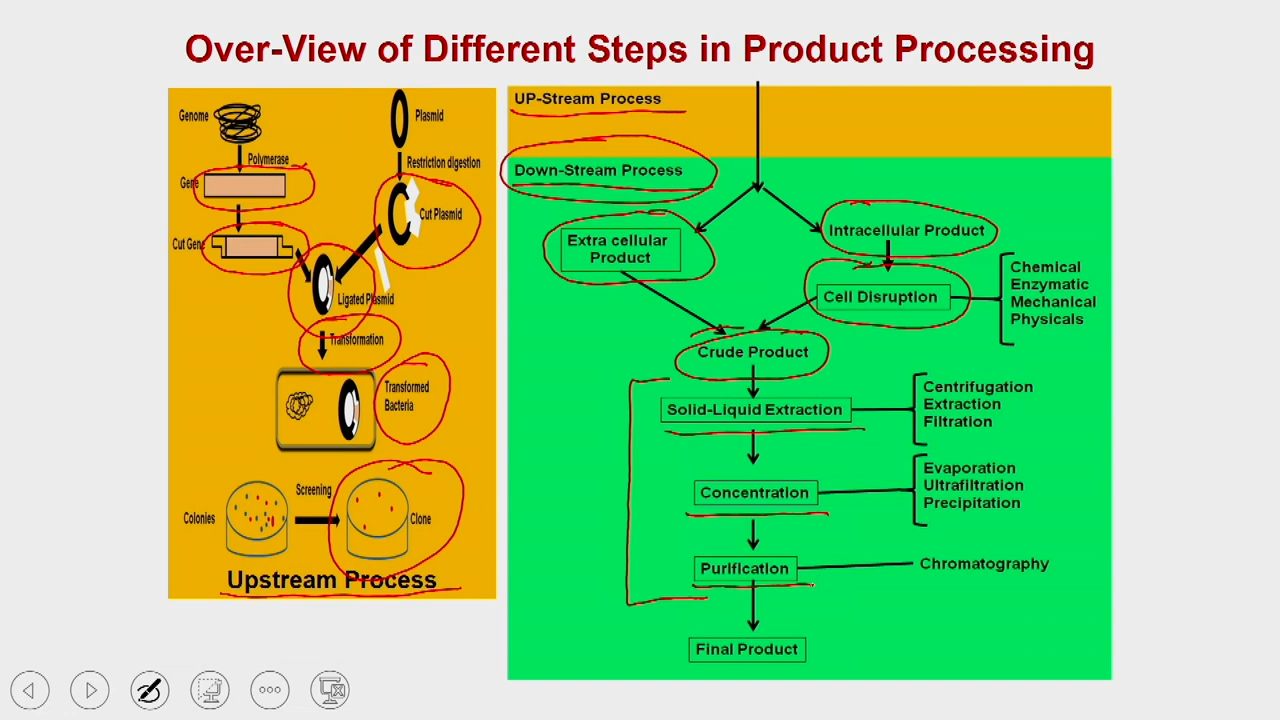 Over-View of Different Steps in Product Processing
Genome
Plasmid
Polymerase
Restriction digestion
Gene
Cut Plasmid
Cut Gene
Ligated Plasmid
Transformation
Transformed
Bacteria
Screening
Colonies
Clone
Upstream Process
UP-Stream Process
Down-Stream Process
Extra cellular
Product
Intracellular Product
Cell Disruption
Chemical
Enzymatic
Mechanical
Physicals
Crude Product
Solid-Liquid Extraction
Centrifugation
Extraction
Filtration
Concentration
Evaporation
Ultrafiltration
Precipitation
Purification
Chromatography
Final Product